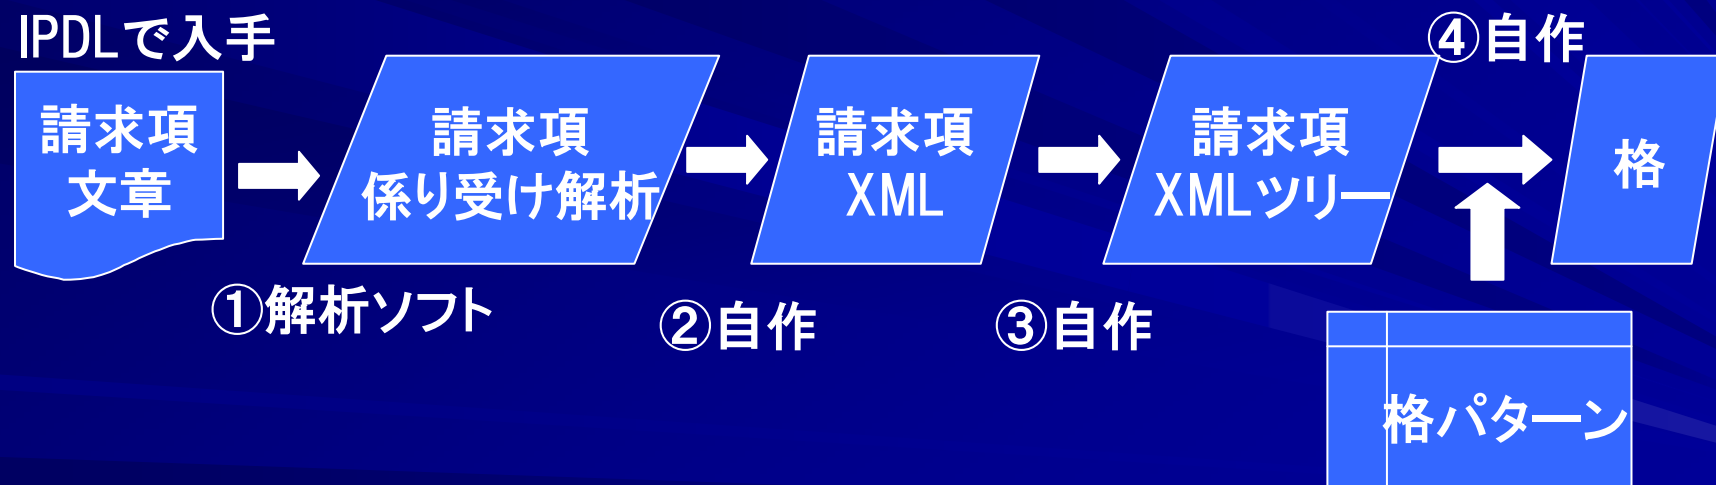 IPDLで入手
④自作
請求項
文章
請求項
係り受け解析
請求項
XML
請求項
XMLツリー
格
①解析ソフト
②自作
③自作
格パターン